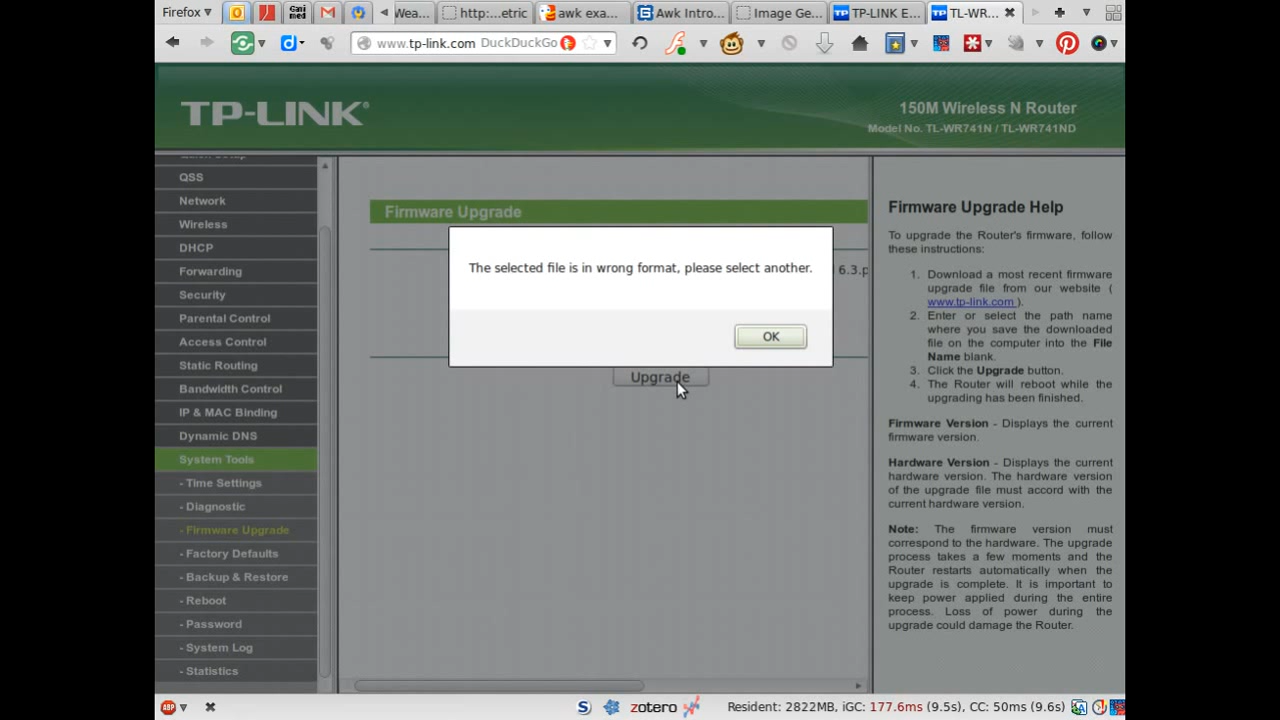 Firefox
Wea...
http:...etric
awk exa...
Awk Intro...
Image Ge...
TP-LINK E...
TL-WR...
www.tp-link.com DuckDuckGo
TP-LINK®
150M Wireless N Router
Model No. TL-WR741N / TL-WR741ND
QSS
Network
Wireless
DHCP
Forwarding
Security
Parental Control
Access Control
Static Routing
Bandwidth Control
IP & MAC Binding
Dynamic DNS
System Tools
- Time Settings
- Diagnostic
- Firmware Upgrade
- Factory Defaults
- Backup & Restore
- Reboot
- Password
- System Log
- Statistics
Firmware Upgrade
6.3.p
The selected file is in wrong format, please select another.
OK
Upgrade
Firmware Upgrade Help
To upgrade the Router's firmware, follow
these instructions:
1. Download a most recent firmware
upgrade file from our website (
www.tp-link.com ).
2. Enter or select the path name
where you save the downloaded
file on the computer into the File
Name blank.
3. Click the Upgrade button.
4. The Router will reboot while the
upgrading has been finished.
Firmware Version - Displays the current
firmware version.
Hardware Version - Displays the current
hardware version. The hardware version
of the upgrade file must accord with the
current hardware version.
Note: The firmware version must
correspond to the hardware. The upgrade
process takes a few moments and the
Router restarts automatically when the
upgrade is complete. It is important to
keep power applied during the entire
process. Loss of power during the
upgrade could damage the Router.
ABP
zotero
Resident: 2822MB, iGC: 177.6ms (9.5s), CC: 50ms (9.6s)